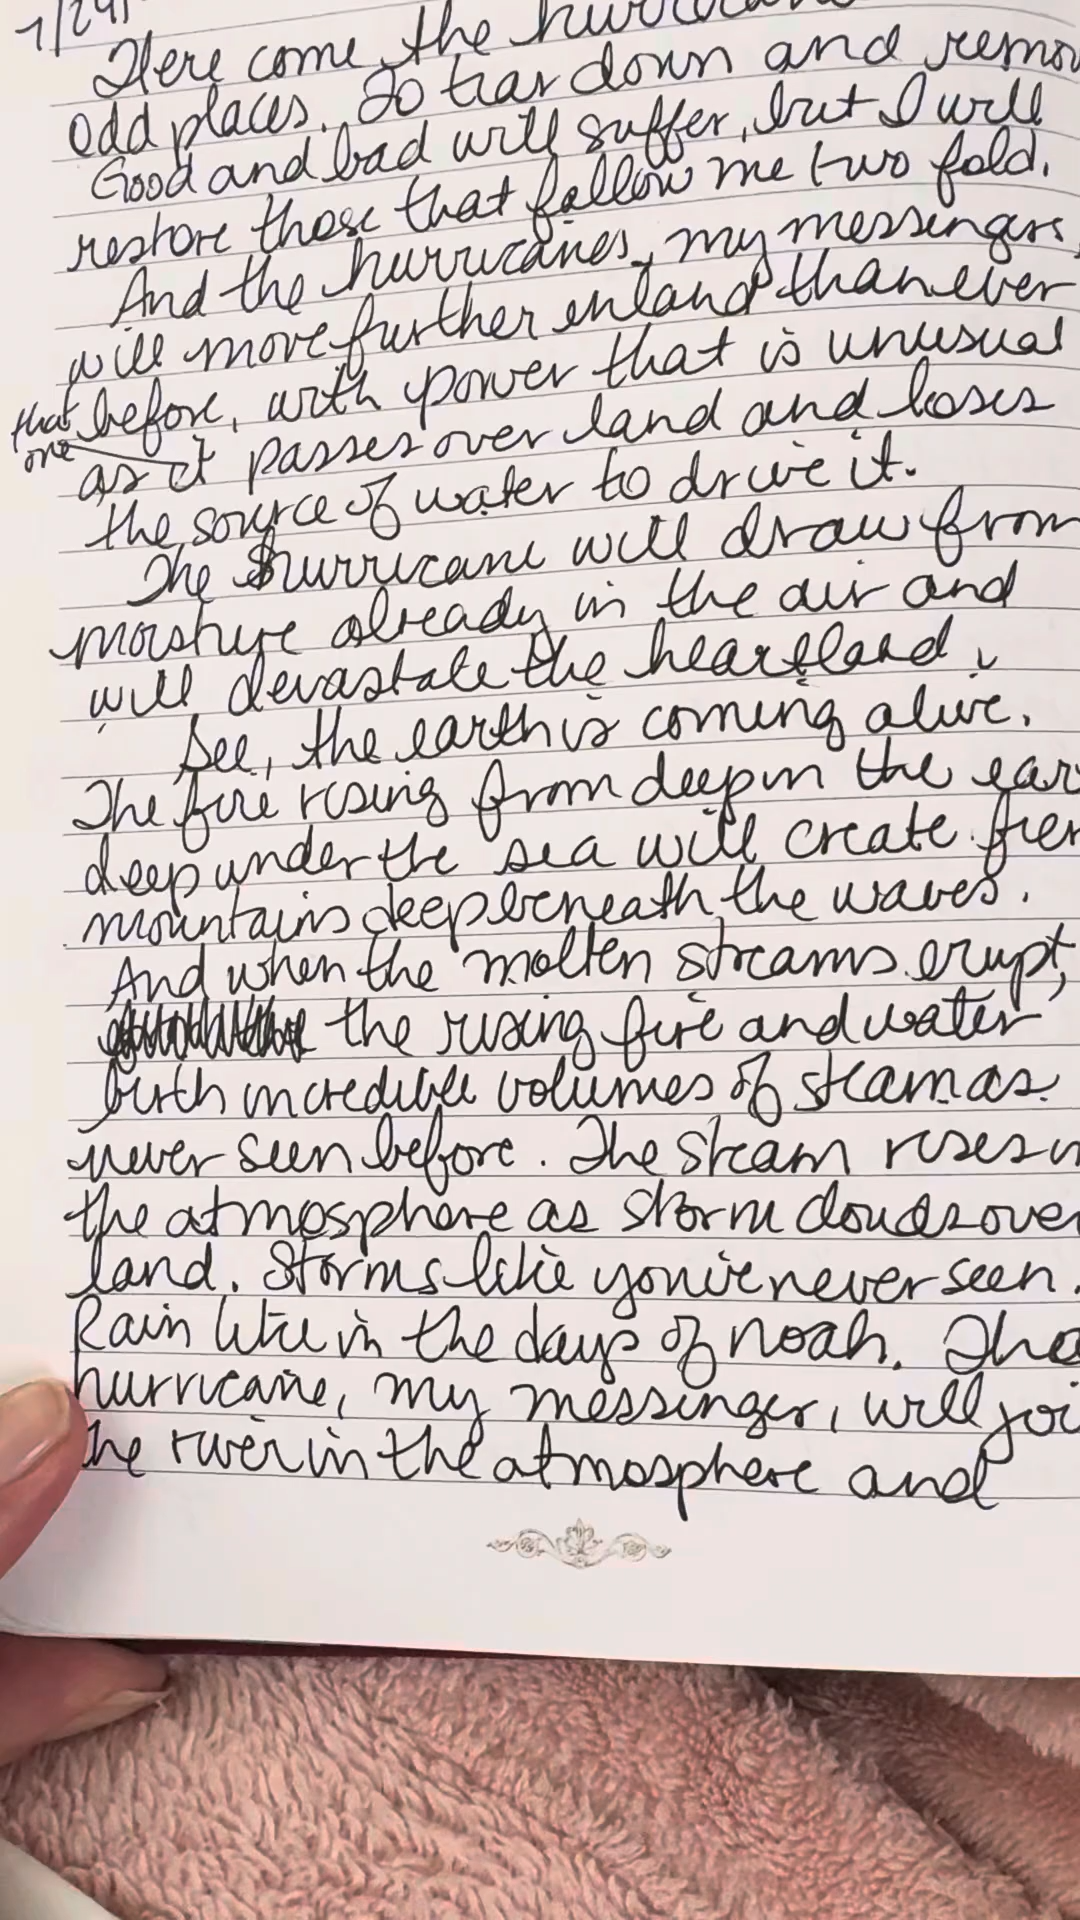 7/24/
Here come the hurricane
odd places. To tear down and remov
Good and bad will suffer, but I will
restore those that follow me two fold.
And the hurricanes, my messengers,
will move further enland than ever
before, with power that is unusual
that one
as it passes over land and loses
the source of water to drive it.
The hurricane will draw from
moisture already in the air and
will devastate the heartland.
See, the earth is coming alive.
The fire rising from deep in the ear
deep under the sea will create fier
mountains deep beneath the waves.
And when the molten streams erupt,
the rising fire and water
birth incredible volumes of steam as
never seen before. The steam rises in
the atmosphere as storm clouds over
land. Storms like you've never seen.
Rain like in the days of noah. The
hurricane, my messinger, will joi
the river in the atmosphere and